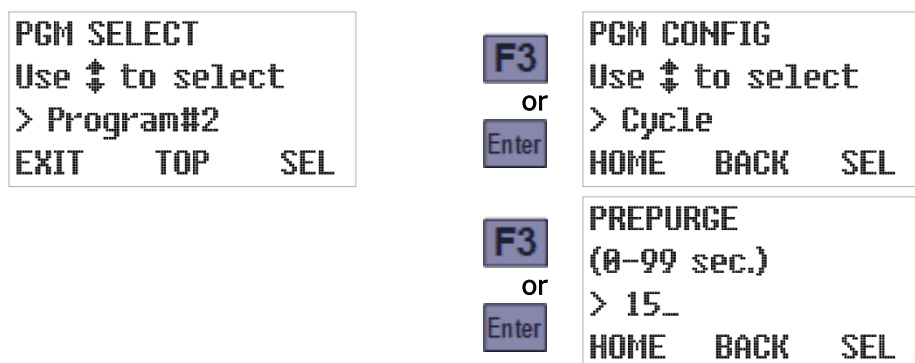 PGM SELECT
Use ↕ to select
> Program#2
EXIT TOP SEL
F3
or
Enter
PGM CONFIG
Use ↕ to select
> Cycle
HOME BACK SEL
F3
or
Enter
PREPURGE
(0-99 sec.)
> 15_
HOME BACK SEL